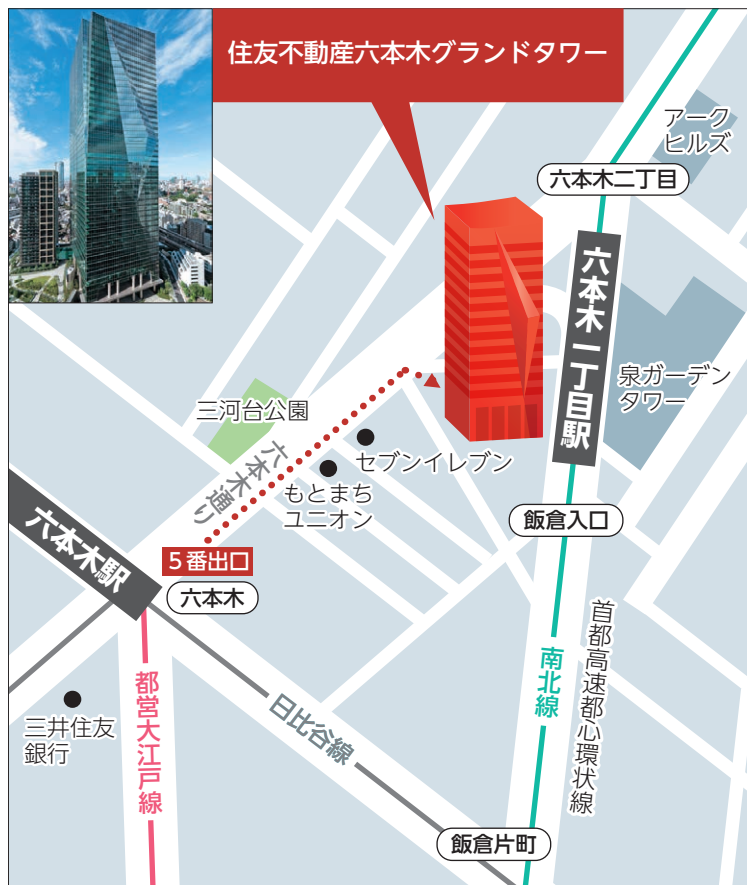 住友不動産六本木グランドタワー
アーク
ヒルズ
六本木二丁目
六本木一丁目駅
泉ガーデン
タワー
三河台公園
六本木通り
セブンイレブン
もとまち
ユニオン
飯倉入口
六本木駅
5番出口
六本木
首都高速都心環状線
南北線
都営大江戸線
日比谷線
三井住友
銀行
飯倉片町